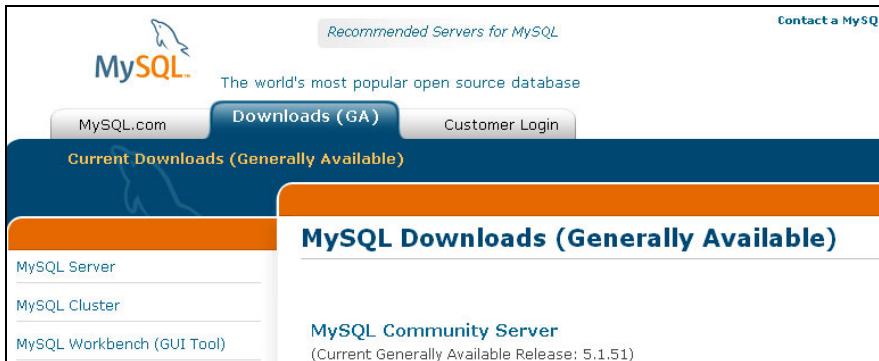 Recommended Servers for MySQL
Contact a MySQ
MySQL
The world's most popular open source database
MySQL.com
Downloads (GA)
Customer Login
Current Downloads (Generally Available)
MySQL Downloads (Generally Available)
MySQL Server
MySQL Cluster
MySQL Workbench (GUI Tool)
MySQL Community Server
(Current Generally Available Release: 5.1.51)